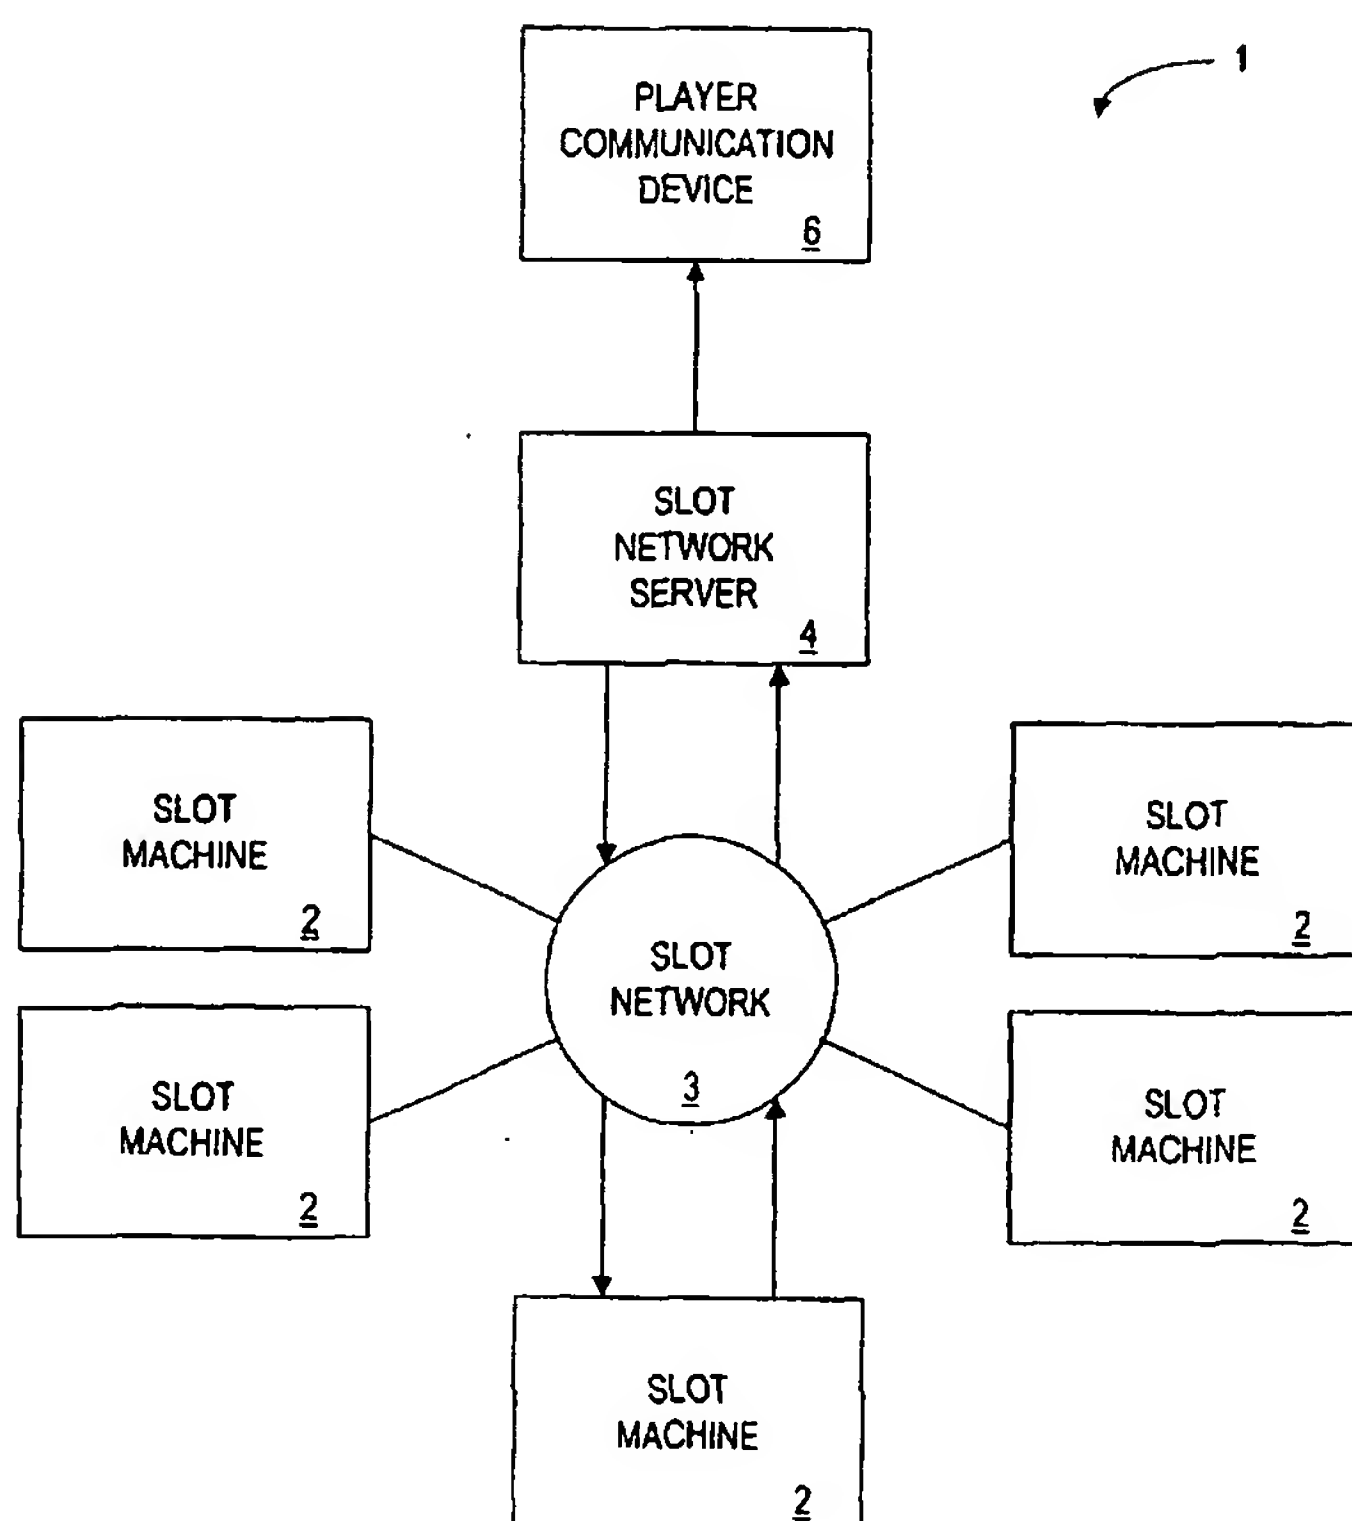 1
PLAYER
COMMUNICATION
DEVICE
6
SLOT
NETWORK
SERVER
4
SLOT
MACHINE
2
SLOT
MACHINE
2
SLOT
NETWORK
3
SLOT
MACHINE
2
SLOT
MACHINE
2
SLOT
MACHINE
2